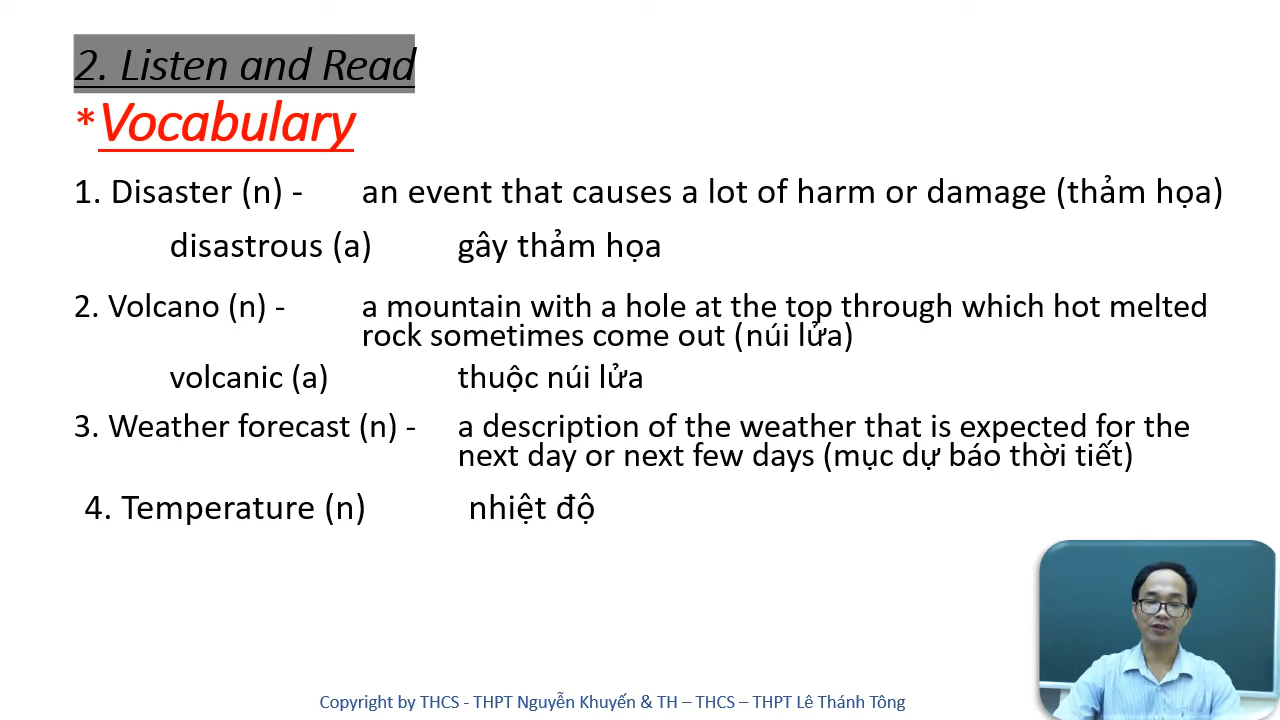 2. Listen and Read
*Vocabulary
1. Disaster (n) - an event that causes a lot of harm or damage (thảm họa)
disastrous (a) gây thảm họa
2. Volcano (n) - a mountain with a hole at the top through which hot melted
rock sometimes come out (núi lửa)
volcanic (a) thuộc núi lửa
3. Weather forecast (n) - a description of the weather that is expected for the
next day or next few days (mục dự báo thời tiết)
4. Temperature (n) nhiệt độ
Copyright by THCS - THPT Nguyễn Khuyến & TH – THCS – THPT Lê Thánh Tông